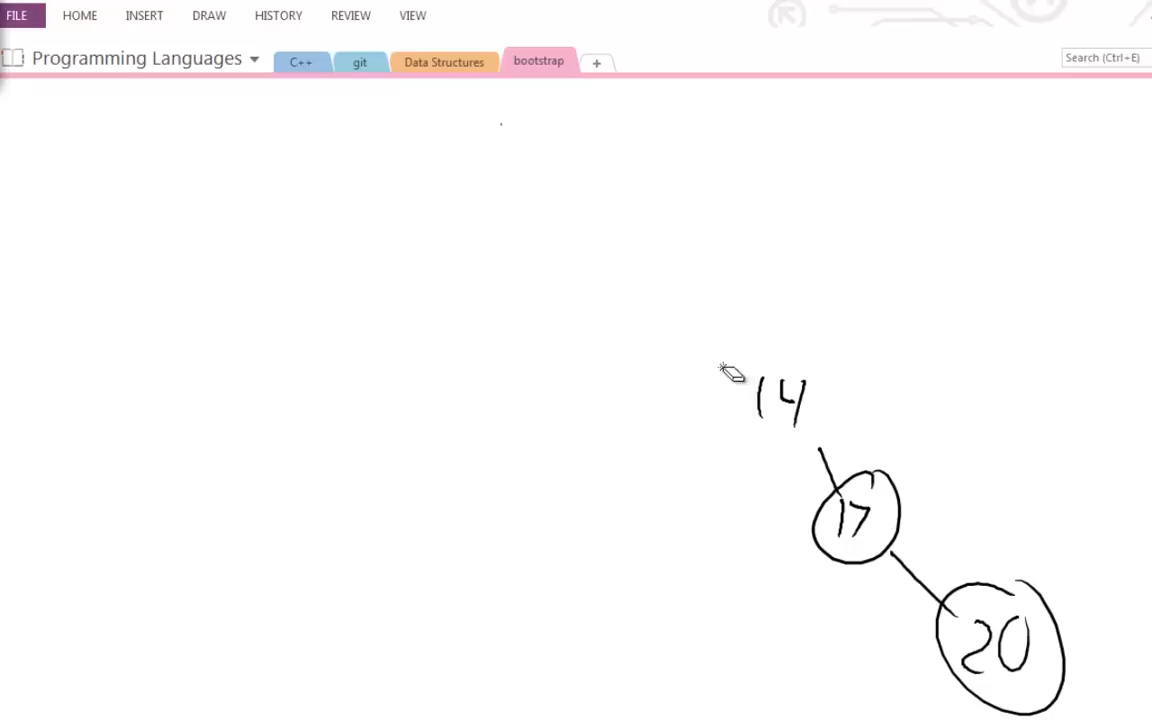 FILE HOME INSERT DRAW HISTORY REVIEW VIEW
Programming Languages C++ git Data Structures bootstrap + Search (Ctrl+E)
14
17
20